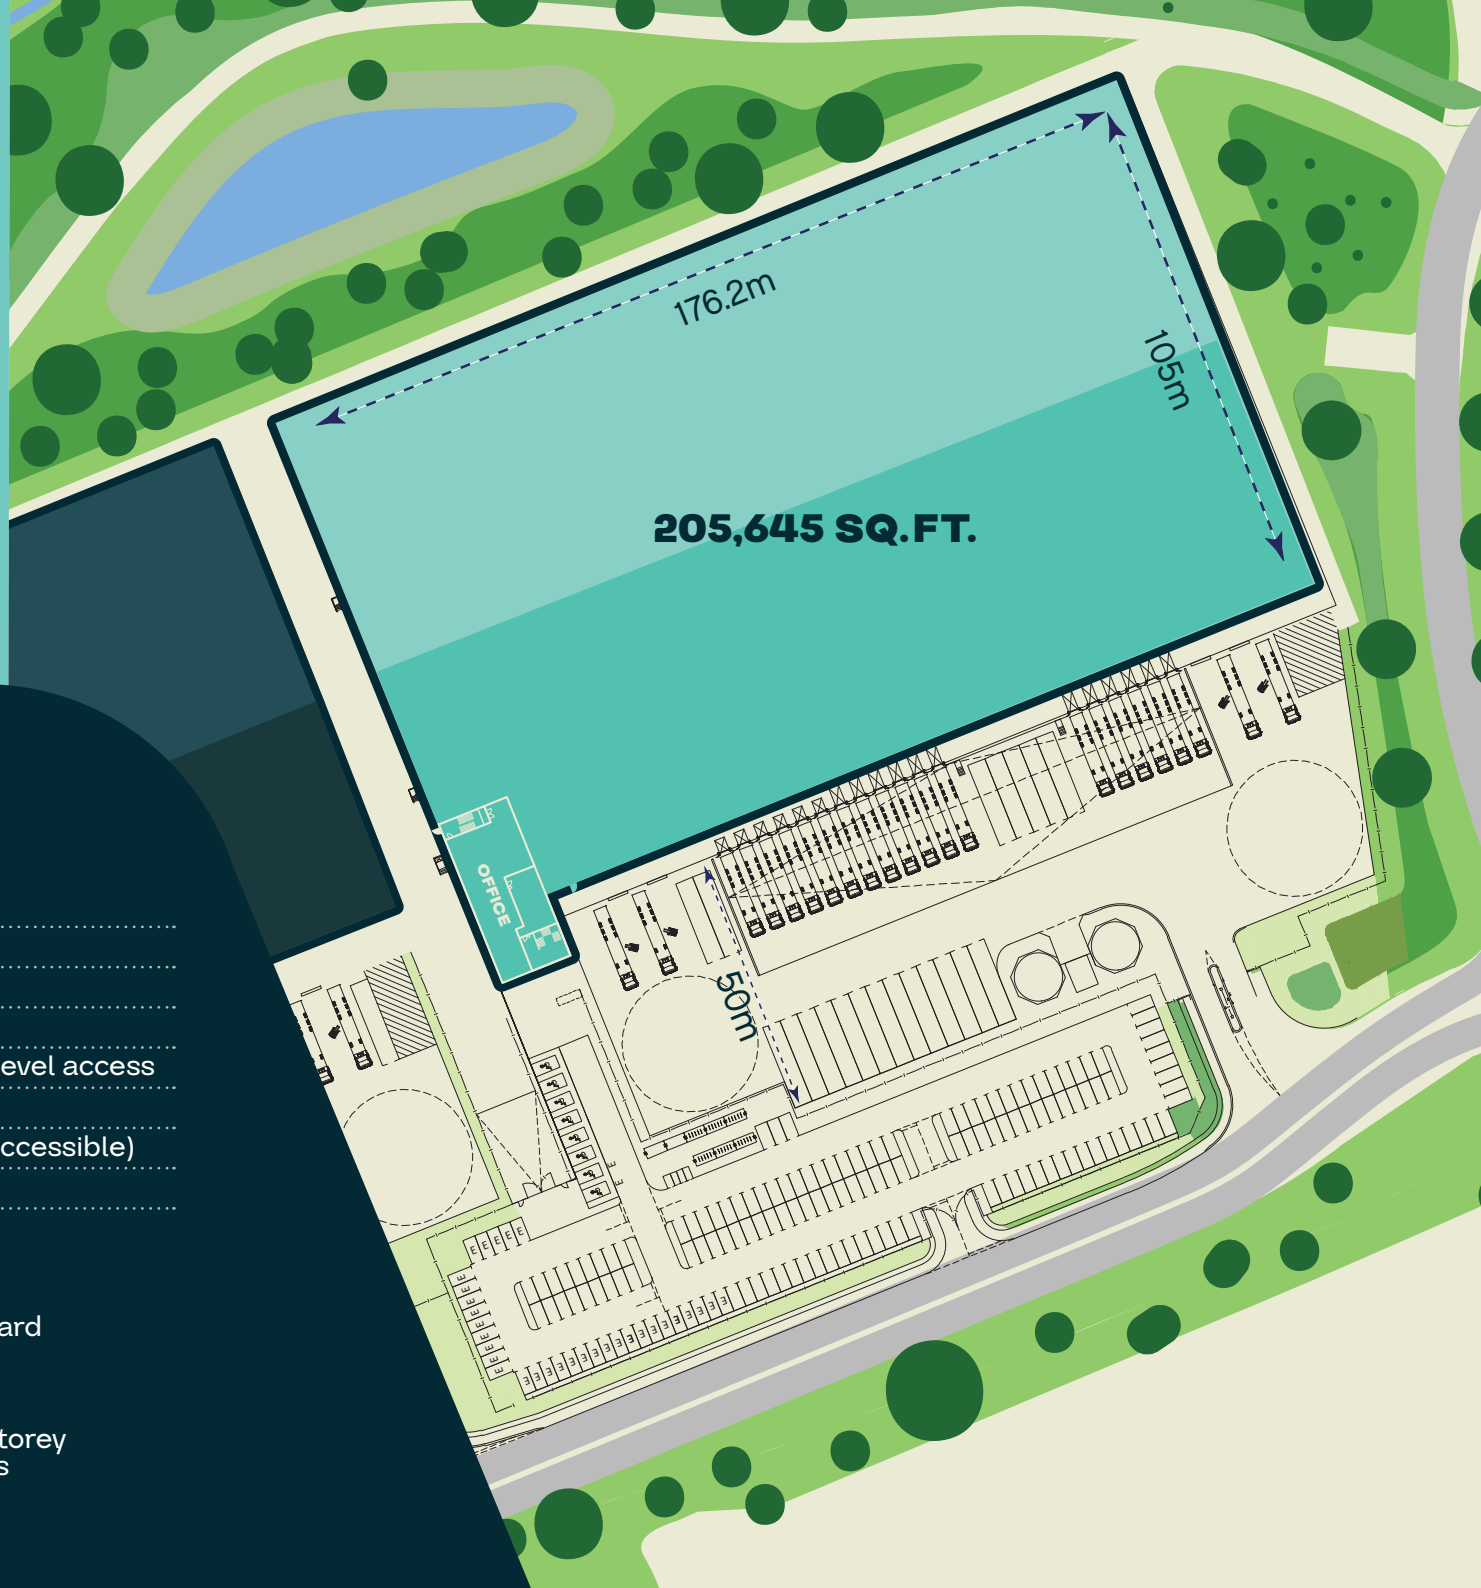 176.2m
105m
205,645 SQ.FT.
OFFICE
50m
evel access
ccessible)
ard
torey
s